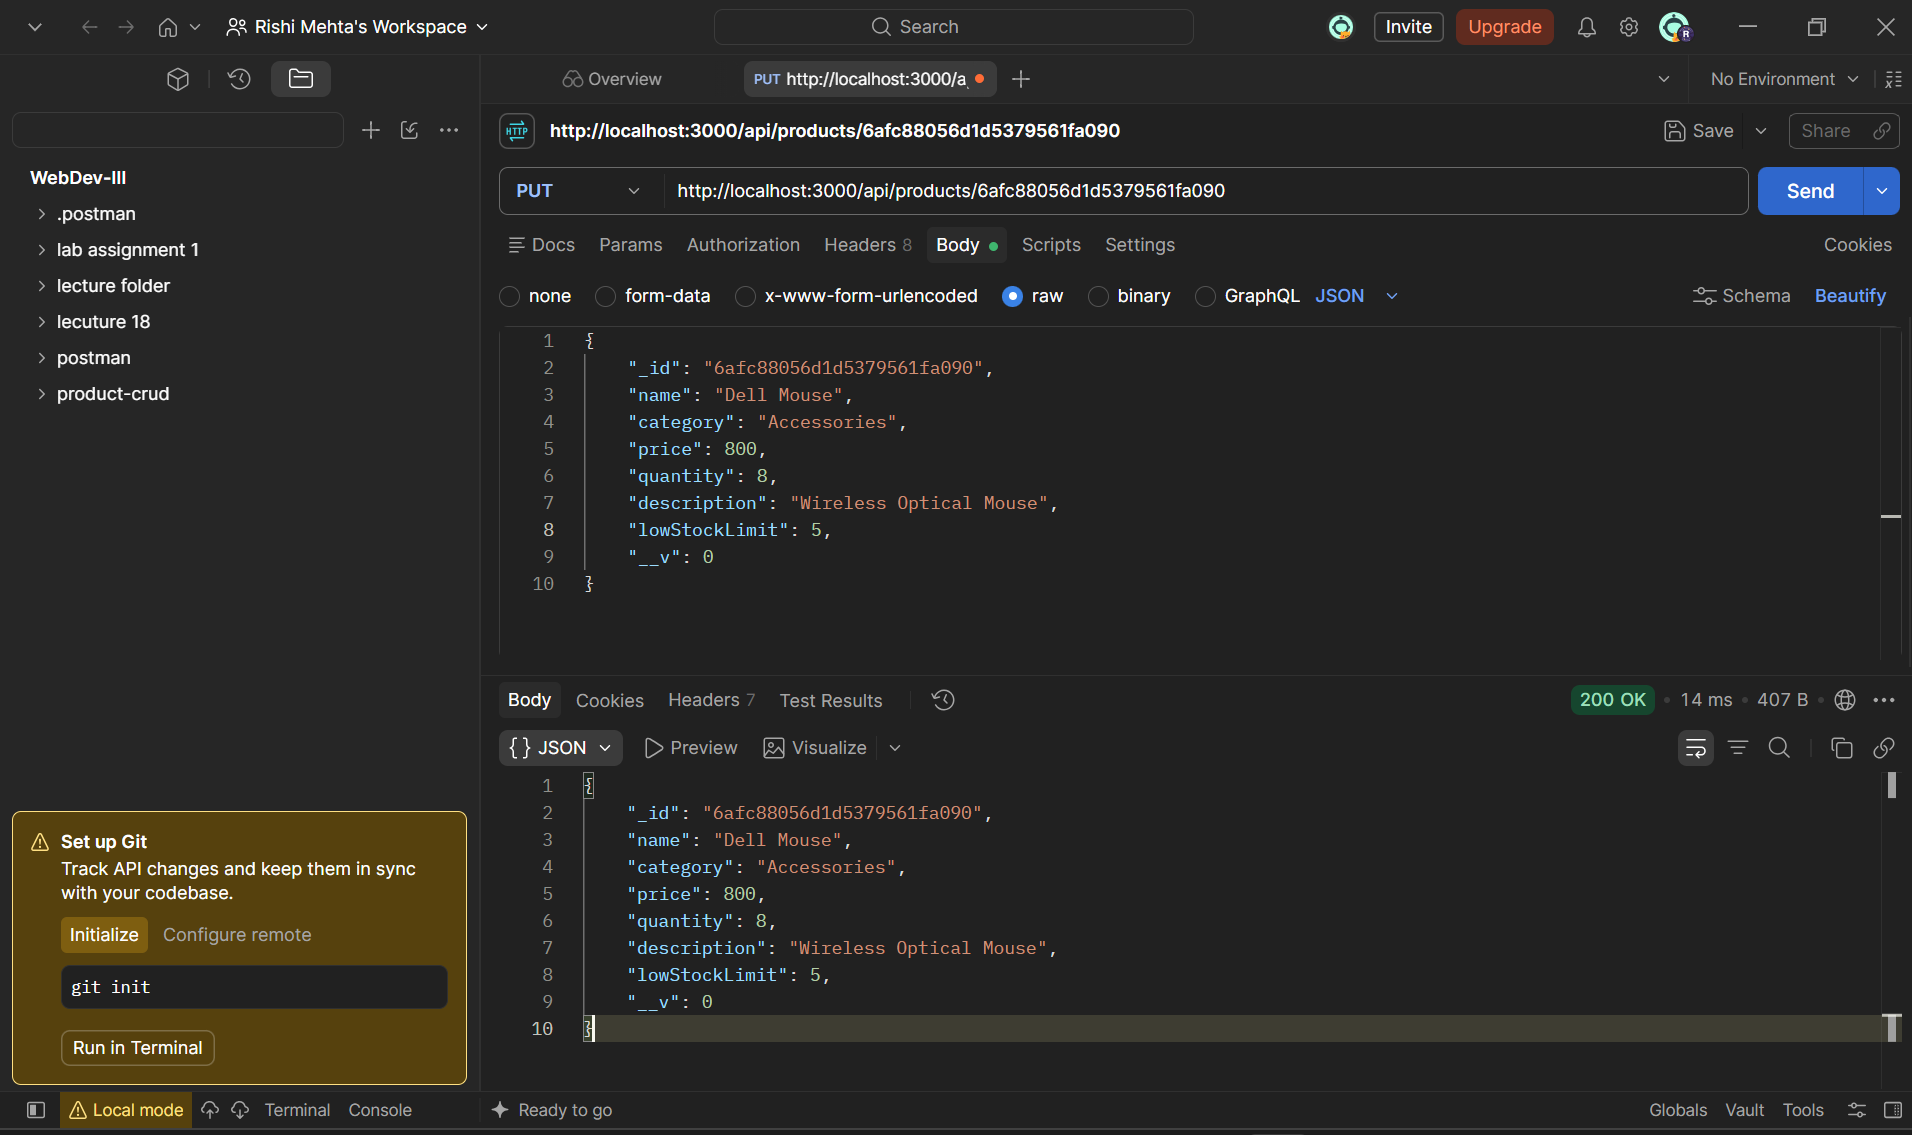 Rishi Mehta's Workspace
Search
Invite
Upgrade
R
Overview
PUT http://localhost:3000/a
No Environment
HTTP
http://localhost:3000/api/products/6afc88056d1d5379561fa090
Save
Share
WebDev-III
.postman
lab assignment 1
lecture folder
lecuture 18
postman
product-crud
PUT
http://localhost:3000/api/products/6afc88056d1d5379561fa090
Send
Docs Params Authorization Headers 8 Body Scripts Settings
Cookies
none form-data x-www-form-urlencoded raw binary GraphQL JSON
Schema Beautify
1 {
2 "_id": "6afc88056d1d5379561fa090",
3 "name": "Dell Mouse",
4 "category": "Accessories",
5 "price": 800,
6 "quantity": 8,
7 "description": "Wireless Optical Mouse",
8 "lowStockLimit": 5,
9 "__v": 0
10 }
Body Cookies Headers 7 Test Results
200 OK • 14 ms • 407 B •
{} JSON Preview Visualize
1 {
2 "_id": "6afc88056d1d5379561fa090",
3 "name": "Dell Mouse",
4 "category": "Accessories",
5 "price": 800,
6 "quantity": 8,
7 "description": "Wireless Optical Mouse",
8 "lowStockLimit": 5,
9 "__v": 0
10 }
Set up Git
Track API changes and keep them in sync
with your codebase.
Initialize Configure remote
git init
Run in Terminal
Local mode Terminal Console
Ready to go
Globals Vault Tools